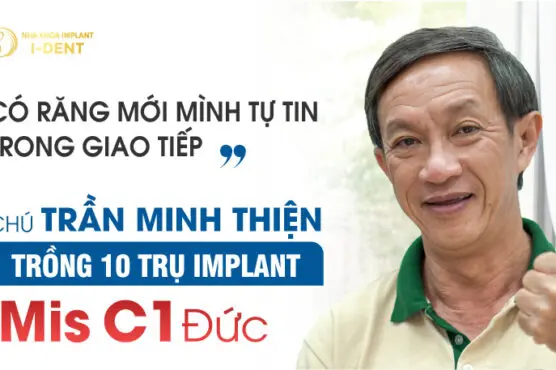 NHA KHOA IMPLANT
I-DENT
CÓ RĂNG MỚI MÌNH TỰ TIN
TRONG GIAO TIẾP ”
CHÚ TRẦN MINH THIỆN
TRỒNG 10 TRỤ IMPLANT
Mis C1 Đức